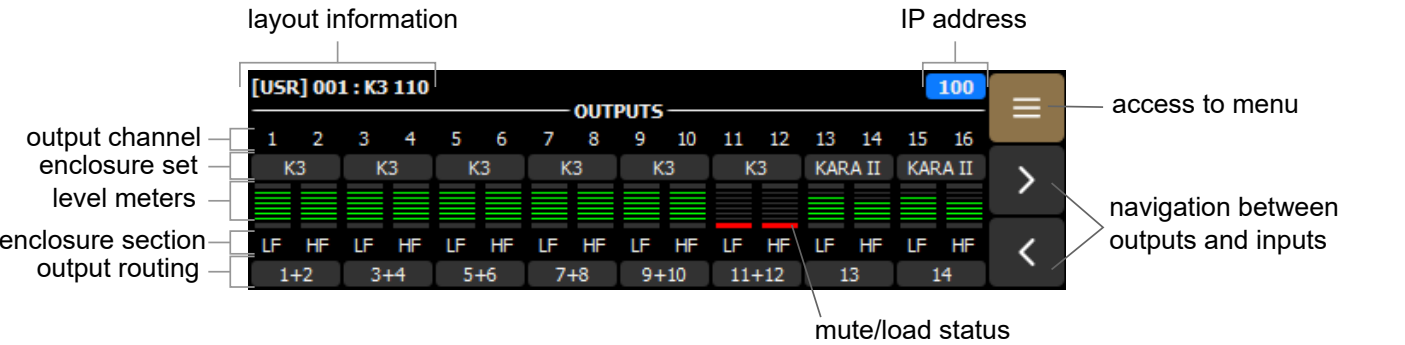 layout information
IP address
[USR] 001 : K3 110
100
access to menu
OUTPUTS
output channel
1 2 3 4 5 6 7 8 9 10 11 12 13 14 15 16
enclosure set
K3 K3 K3 K3 K3 K3 KARA II KARA II
level meters
navigation between
outputs and inputs
enclosure section
LF HF LF HF LF HF LF HF LF HF LF HF LF HF LF HF
output routing
1+2 3+4 5+6 7+8 9+10 11+12 13 14
mute/load status